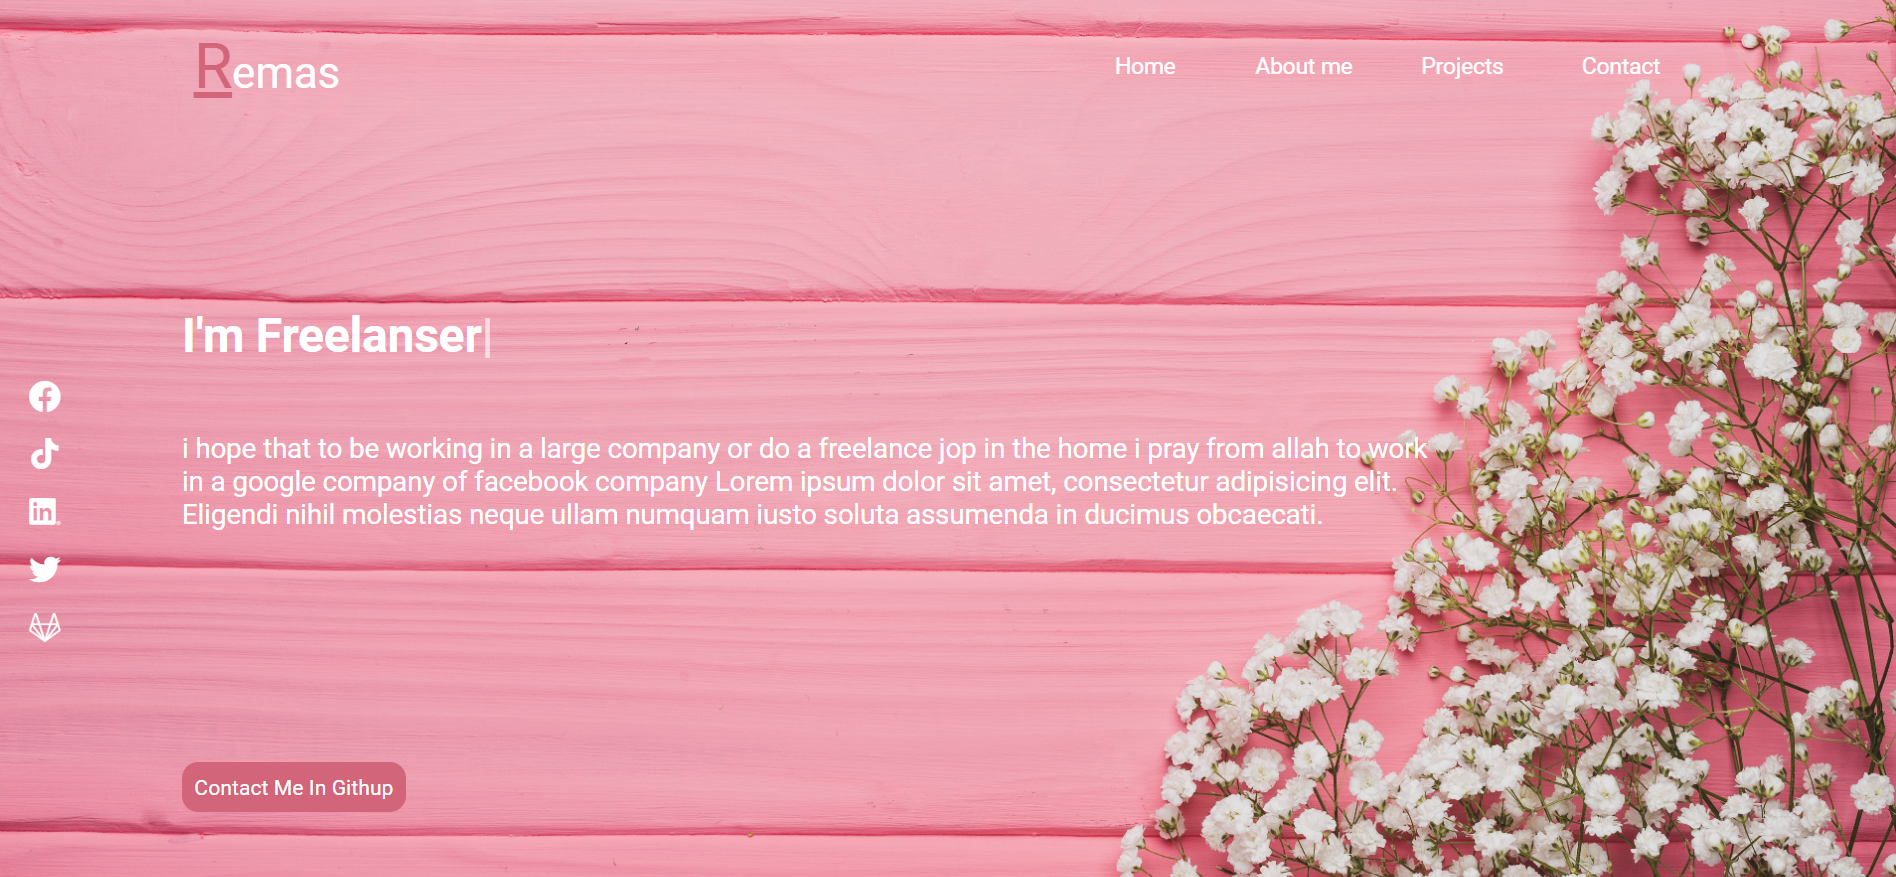 Remas
Home About me Projects Contact
I'm Freelanser|
i hope that to be working in a large company or do a freelance jop in the home i pray from allah to work
in a google company of facebook company Lorem ipsum dolor sit amet, consectetur adipisicing elit.
Eligendi nihil molestias neque ullam numquam iusto soluta assumenda in ducimus obcaecati.
in
Contact Me In Githup